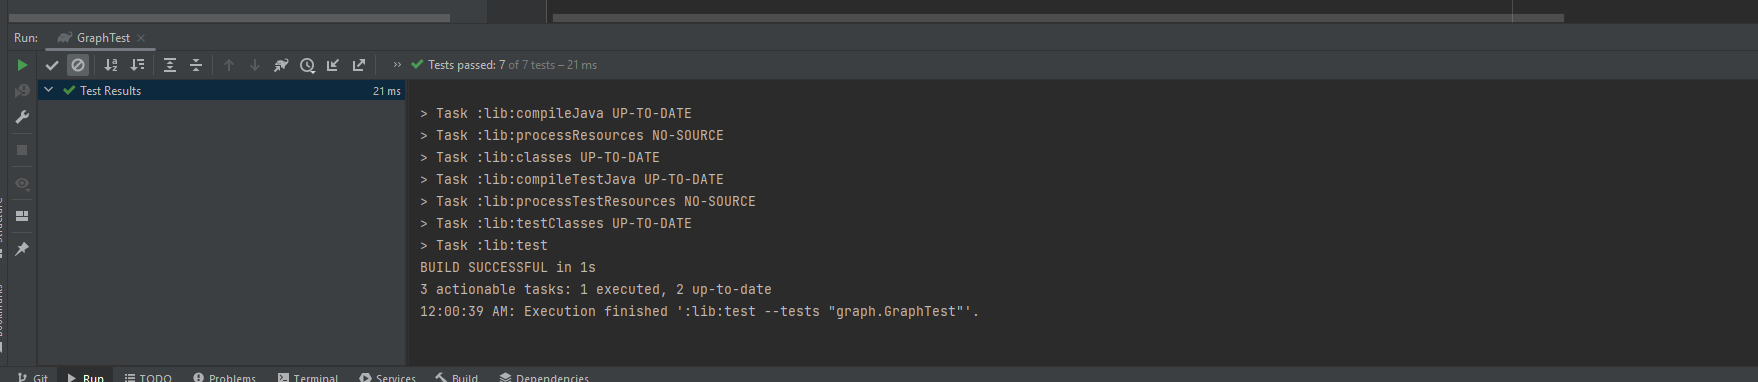 Run: GraphTest
Tests passed: 7 of 7 tests – 21 ms
Test Results 21 ms
> Task :lib:compileJava UP-TO-DATE
> Task :lib:processResources NO-SOURCE
> Task :lib:classes UP-TO-DATE
> Task :lib:compileTestJava UP-TO-DATE
> Task :lib:processTestResources NO-SOURCE
> Task :lib:testClasses UP-TO-DATE
> Task :lib:test
BUILD SUCCESSFUL in 1s
3 actionable tasks: 1 executed, 2 up-to-date
12:00:39 AM: Execution finished ':lib:test --tests "graph.GraphTest"'.
Git Run TODO Problems Terminal Services Build Dependencies